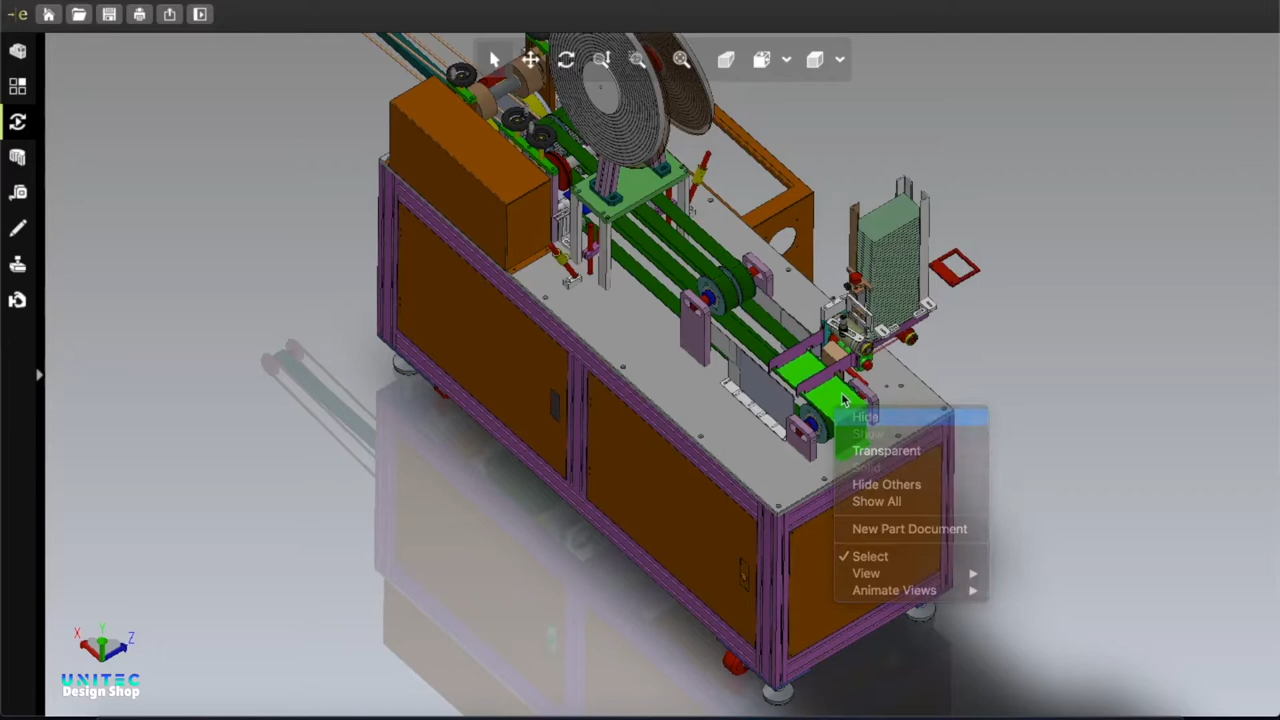 e
Hide
Show
Transparent
Solid
Hide Others
Show All
New Part Document
Select
View
Animate Views
X
Y
Z
UNITEC
Design Shop